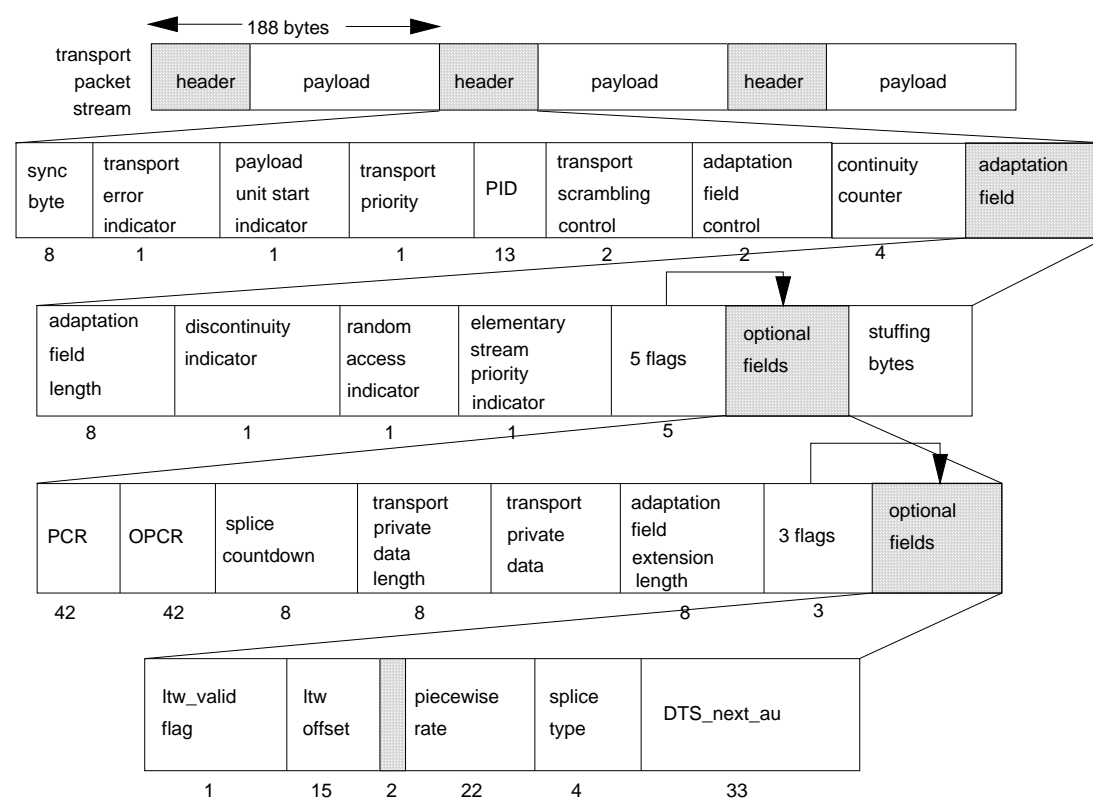 188 bytes
transport
packet
stream
header
payload
header
payload
header
payload
sync
byte
transport
error
indicator
payload
unit start
indicator
transport
priority
PID
transport
scrambling
control
adaptation
field
control
continuity
counter
adaptation
field
8
1
1
1
13
2
2
4
adaptation
field
length
discontinuity
indicator
random
access
indicator
elementary
stream
priority
indicator
5 flags
optional
fields
stuffing
bytes
8
1
1
1
5
PCR
OPCR
splice
countdown
transport
private
data
length
transport
private
data
adaptation
field
extension
length
3 flags
optional
fields
42
42
8
8
8
3
ltw_valid
flag
ltw
offset
piecewise
rate
splice
type
DTS_next_au
1
15
2
22
4
33